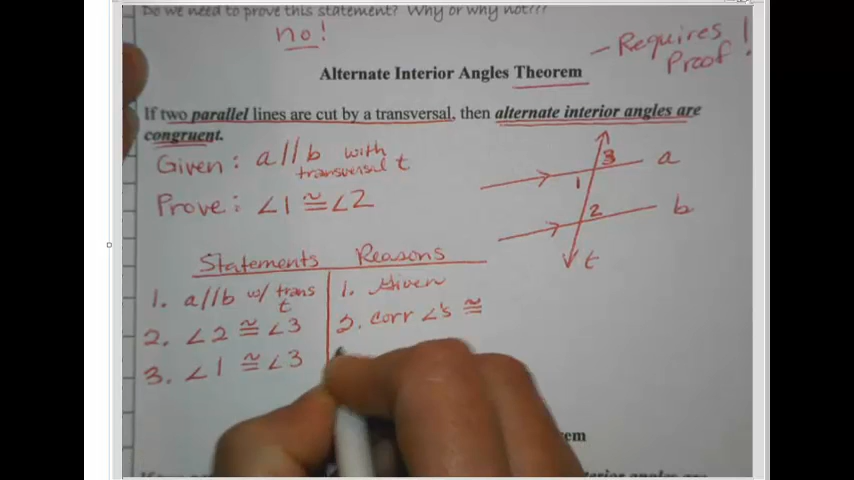 Do we need to prove this statement? Why or why not???
no!
- Requires Proof!
Alternate Interior Angles Theorem
If two parallel lines are cut by a transversal, then alternate interior angles are
congruent.
Given: a//b with transversal t
Prove: ∠1 ≅ ∠2
3
a
1
2
b
t
Statements Reasons
1. a//b w/ trans t
1. Given
2. ∠2 ≅ ∠3
2. corr ∠'s ≅
3. ∠1 ≅ ∠3